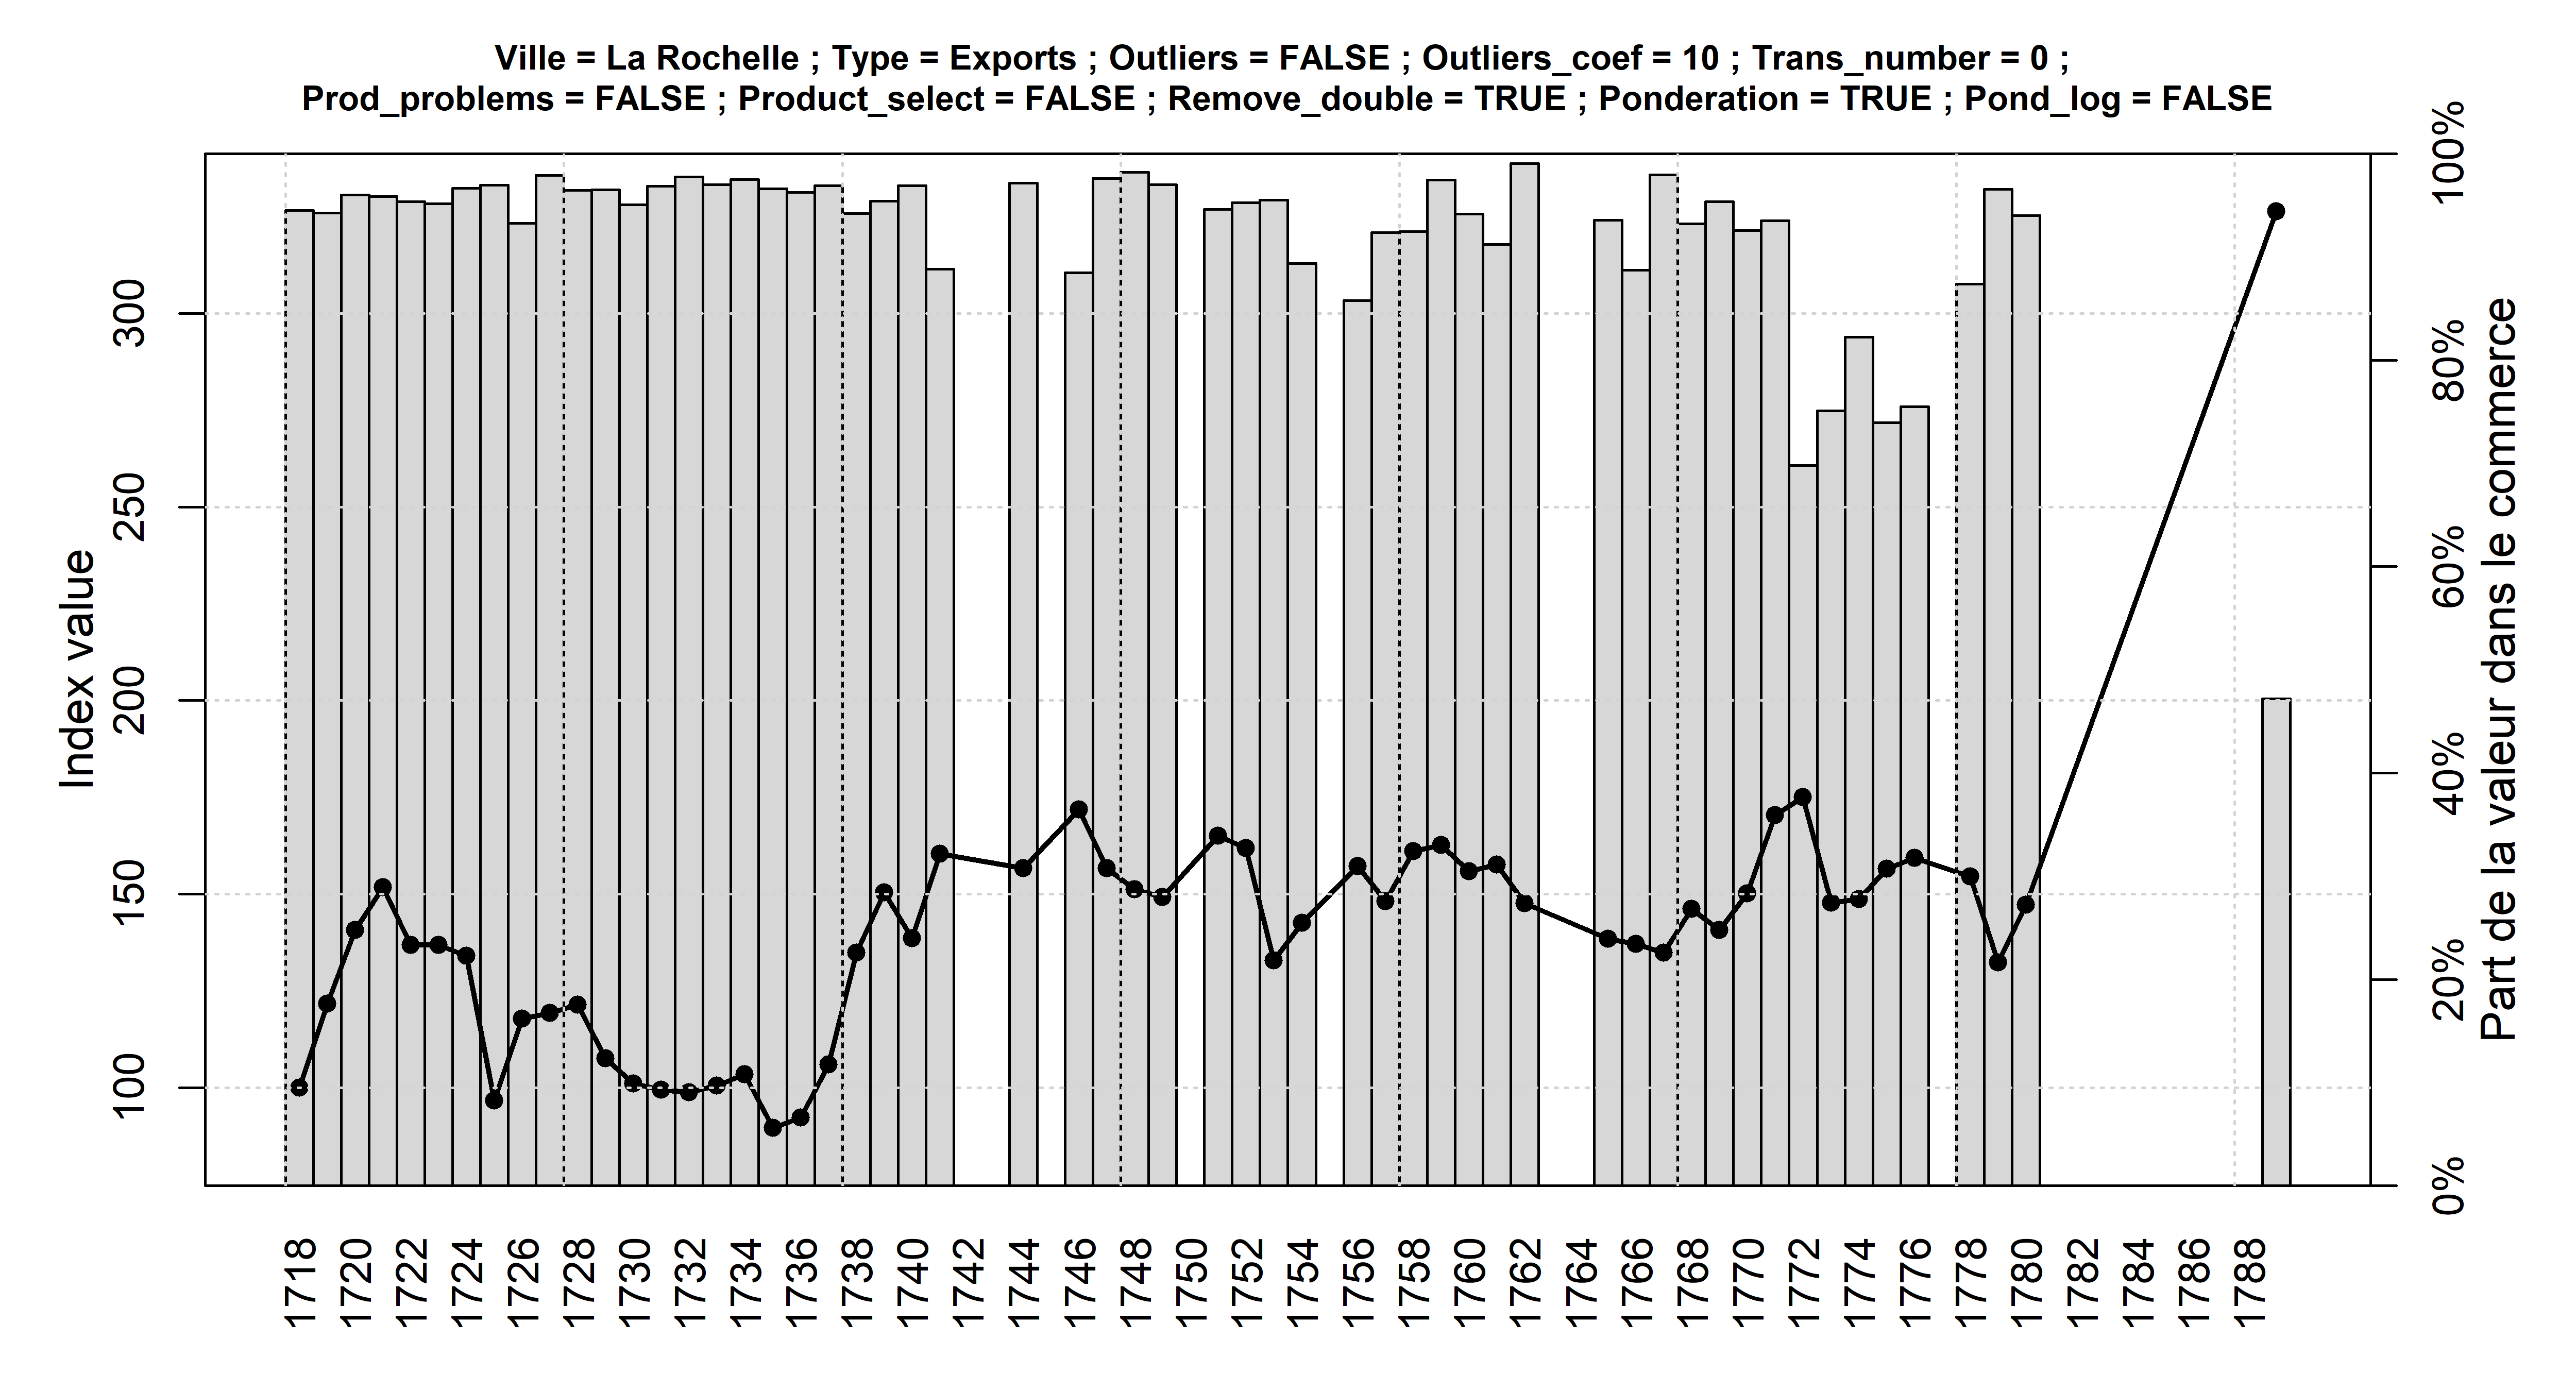 Ville = La Rochelle ; Type = Exports ; Outliers = FALSE ; Outliers_coef = 10 ; Trans_number = 0 ;
Prod_problems = FALSE ; Product_select = FALSE ; Remove_double = TRUE ; Ponderation = TRUE ; Pond_log = FALSE
Index value
300
250
200
150
100
100%
80%
60%
40%
20%
0%
Part de la valeur dans le commerce
1718 1720 1722 1724 1726 1728 1730 1732 1734 1736 1738 1740 1742 1744 1746 1748 1750 1752 1754 1756 1758 1760 1762 1764 1766 1768 1770 1772 1774 1776 1778 1780 1782 1784 1786 1788